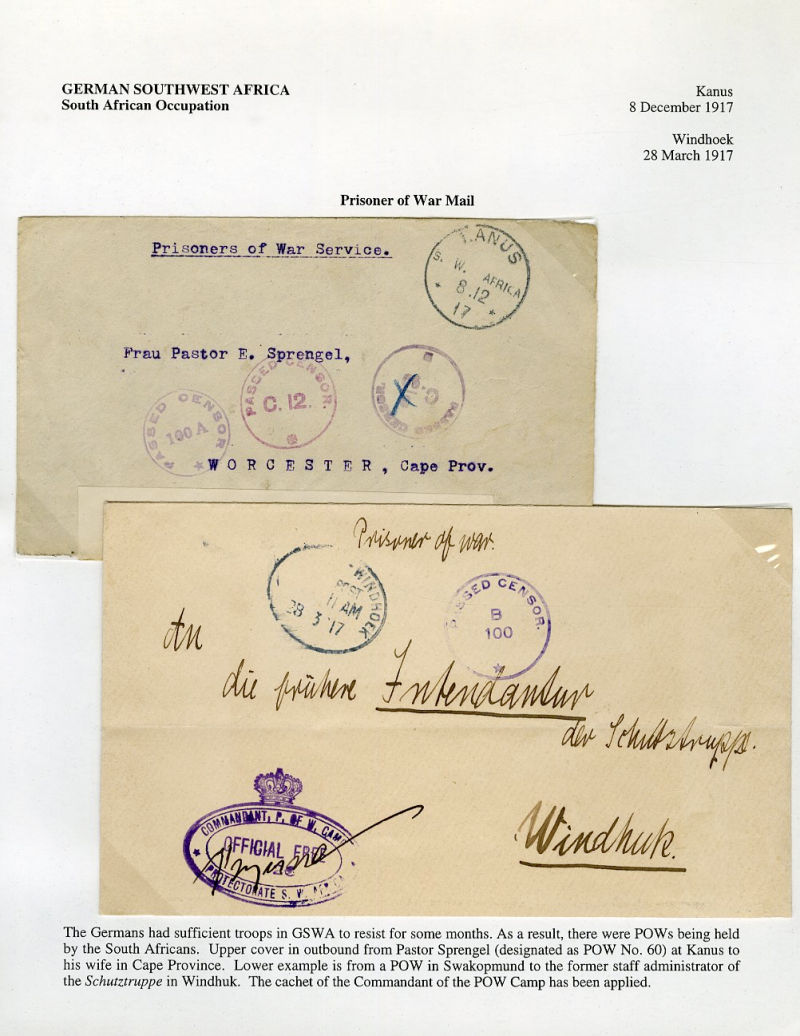 GERMAN SOUTHWEST AFRICA
South African Occupation
Kanus
8 December 1917
Windhoek
28 March 1917
Prisoner of War Mail
Prisoners of War Service.
KANUS
S. W. AFRICA
8.12
17
Frau Pastor E. Sprengel,
PASSED CENSOR
100 A
PASSED CENSOR.
C. 12.
PASSED CENSOR.
WORCESTER, Cape Prov.
Prisoner of war.
WINDHOEK
11 AM
28 3 17
PASSED CENSOR.
B
100
An
die frühere Intendantur
der Schutztruppe.
Windhuk.
COMMANDANT, P. OF W. CAMP
OFFICIAL FREE
PROTECTORATE S. W. AFRICA
The Germans had sufficient troops in GSWA to resist for some months. As a result, there were POWs being held
by the South Africans. Upper cover in outbound from Pastor Sprengel (designated as POW No. 60) at Kanus to
his wife in Cape Province. Lower example is from a POW in Swakopmund to the former staff administrator of
the Schutztruppe in Windhuk. The cachet of the Commandant of the POW Camp has been applied.